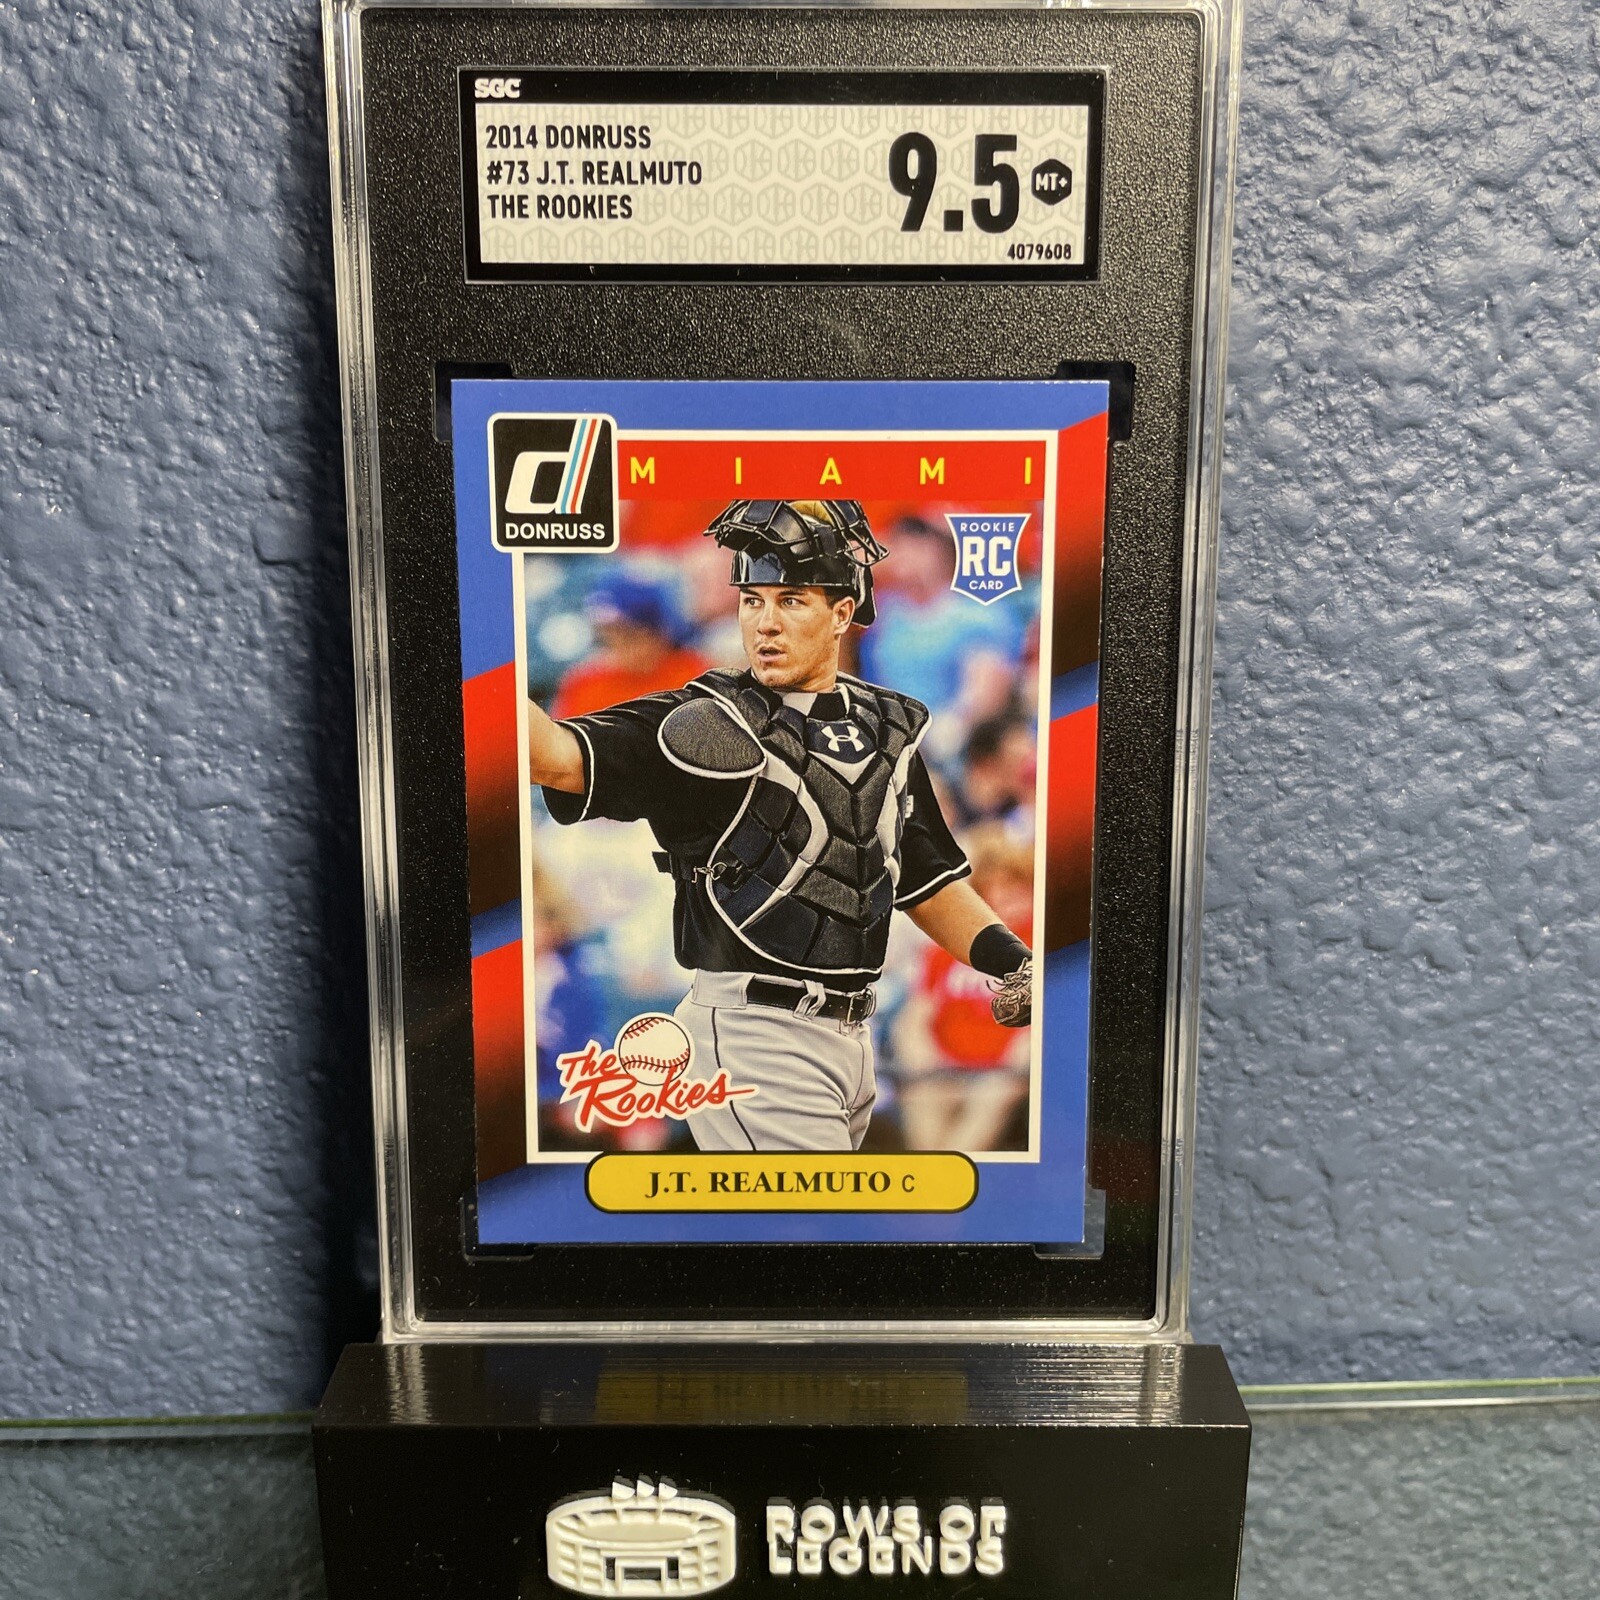 SGC
2014 DONRUSS
#73 J.T. REALMUTO
THE ROOKIES
9.5 MT+
4079608
d
DONRUSS
MIAMI
ROOKIE
RC
CARD
The
Rookies
J.T. REALMUTO C
ROWS OF
LEGENDS